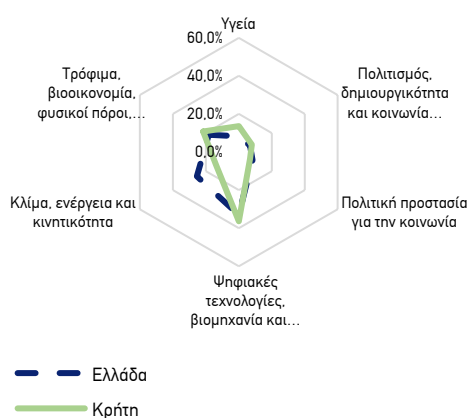 Υγεία
60,0%
40,0%
20,0%
0,0%
Πολιτισμός,
δημιουργικότητα
και κοινωνία...
Πολιτική προστασία
για την κοινωνία
Ψηφιακές
τεχνολογίες,
βιομηχανία και...
Κλίμα, ενέργεια και
κινητικότητα
Τρόφιμα,
βιοοικονομία,
φυσικοί πόροι,...
Ελλάδα
Κρήτη